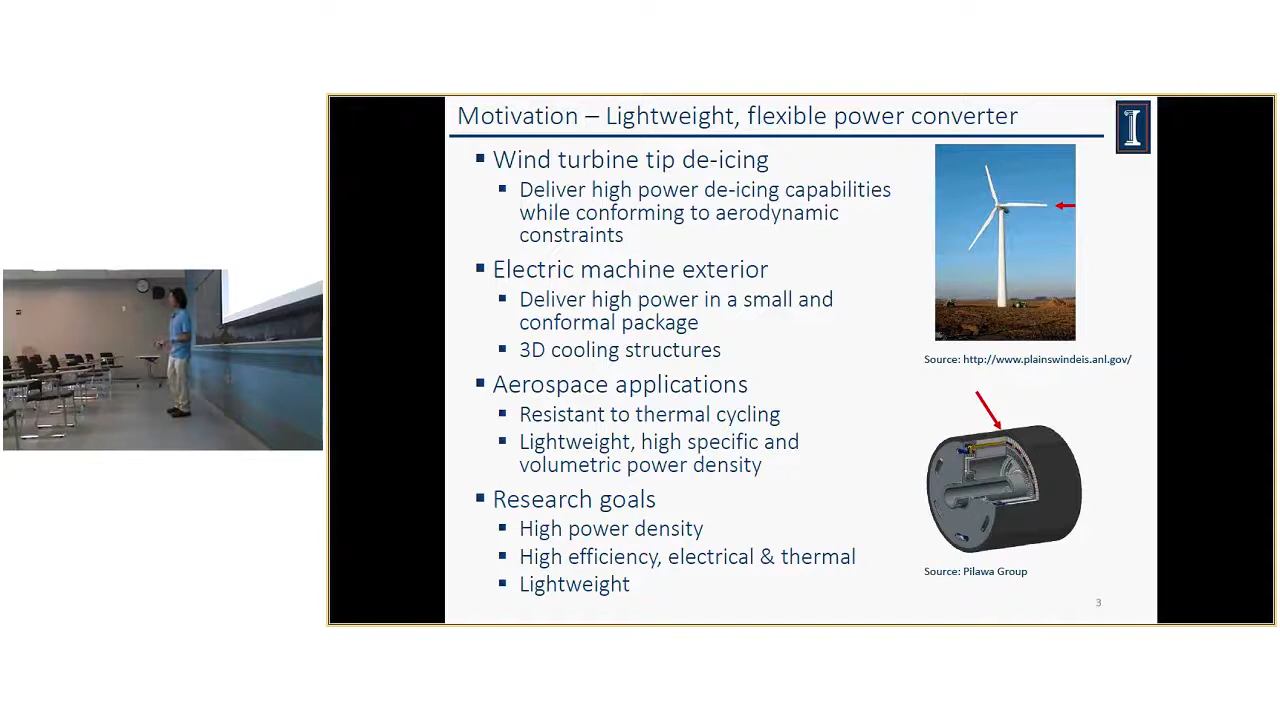 Motivation – Lightweight, flexible power converter
▪ Wind turbine tip de-icing
▪ Deliver high power de-icing capabilities
while conforming to aerodynamic
constraints
▪ Electric machine exterior
▪ Deliver high power in a small and
conformal package
▪ 3D cooling structures
▪ Aerospace applications
▪ Resistant to thermal cycling
▪ Lightweight, high specific and
volumetric power density
▪ Research goals
▪ High power density
▪ High efficiency, electrical & thermal
▪ Lightweight
I
Source: http://www.plainswindeis.anl.gov/
Source: Pilawa Group
3